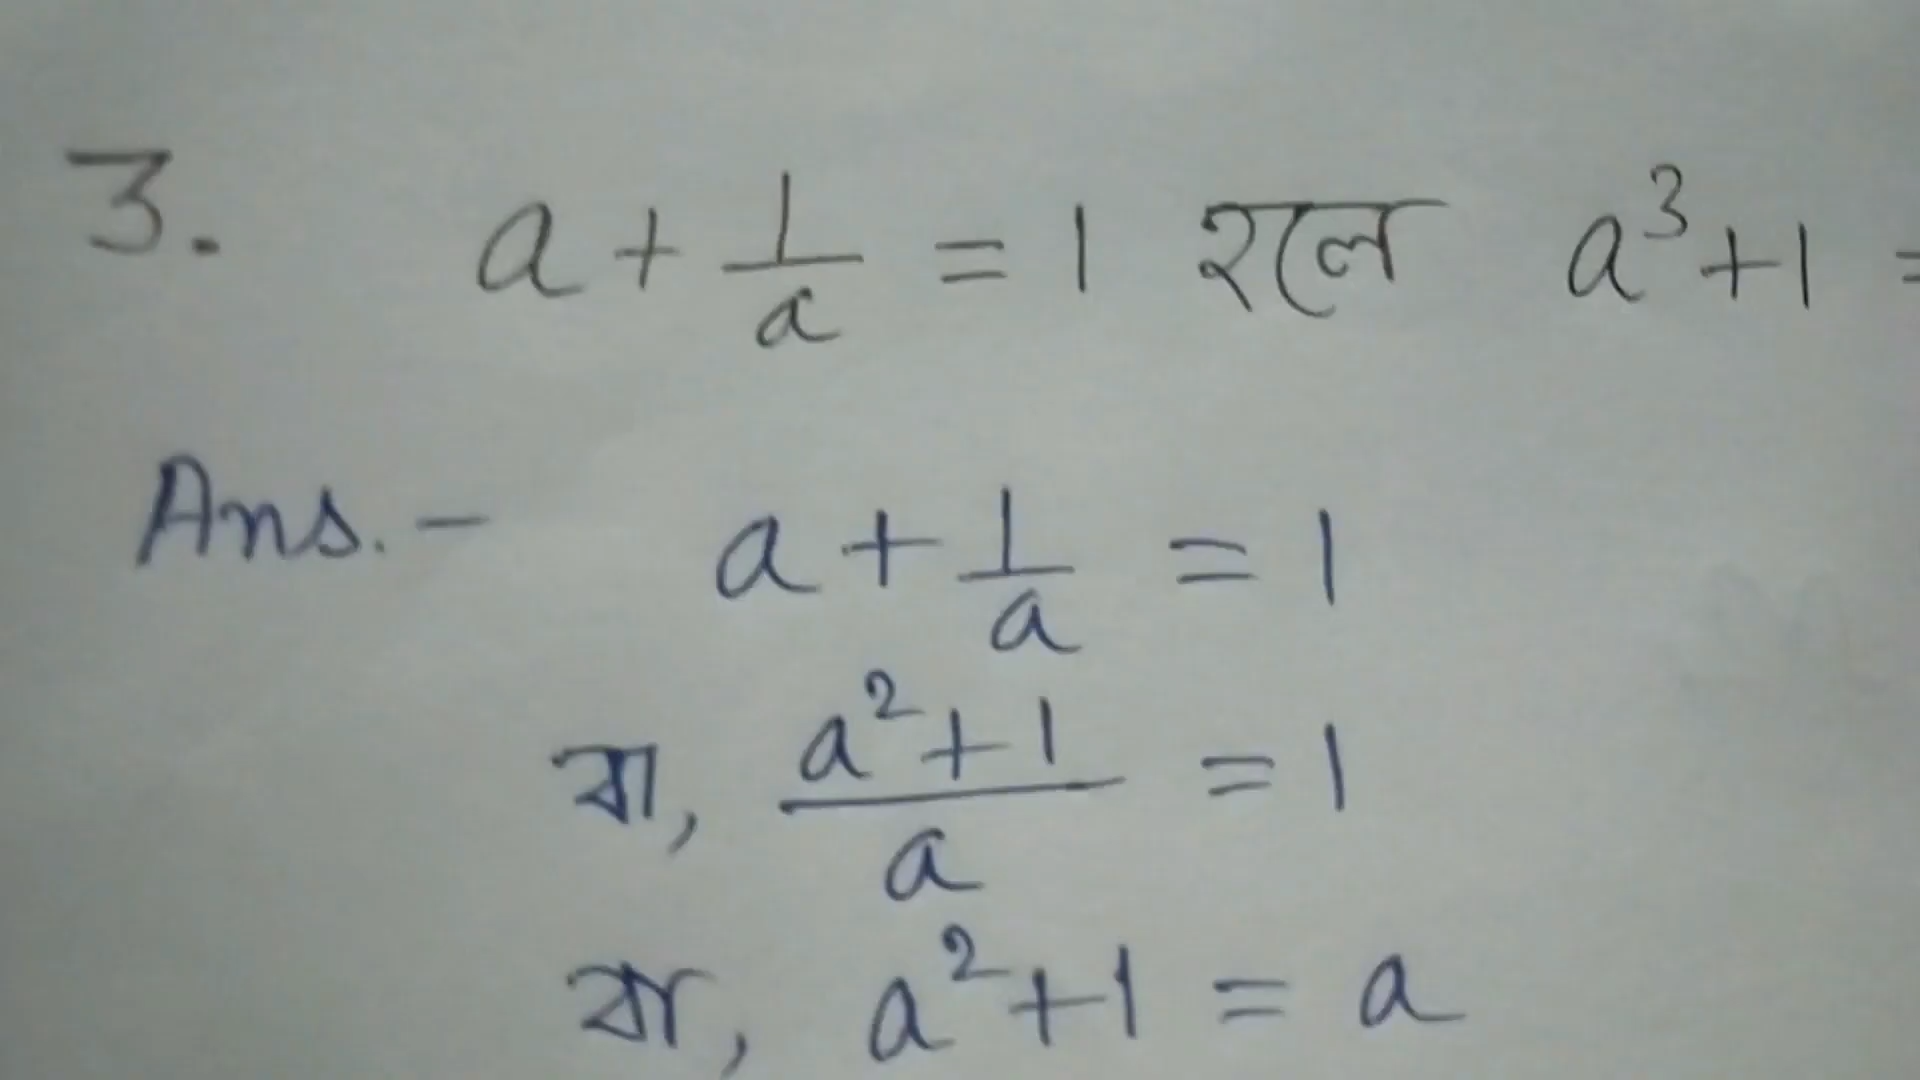 3. a + 1/a = 1 হলে a³+1 =
Ans.- a + 1/a = 1
বা, (a²+1)/a = 1
বা, a²+1 = a